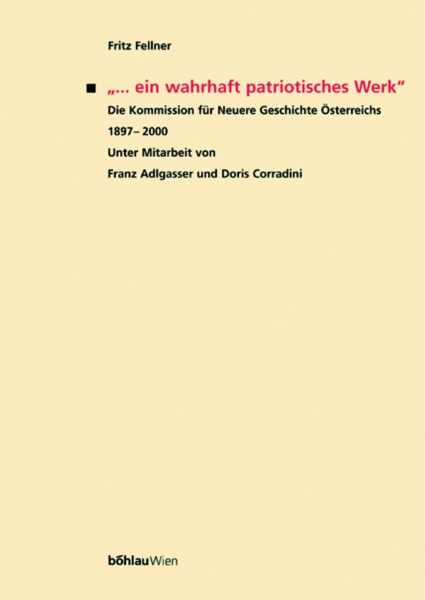 Fritz Fellner
„... ein wahrhaft patriotisches Werk“
Die Kommission für Neuere Geschichte Österreichs
1897–2000
Unter Mitarbeit von
Franz Adlgasser und Doris Corradini
böhlauWien